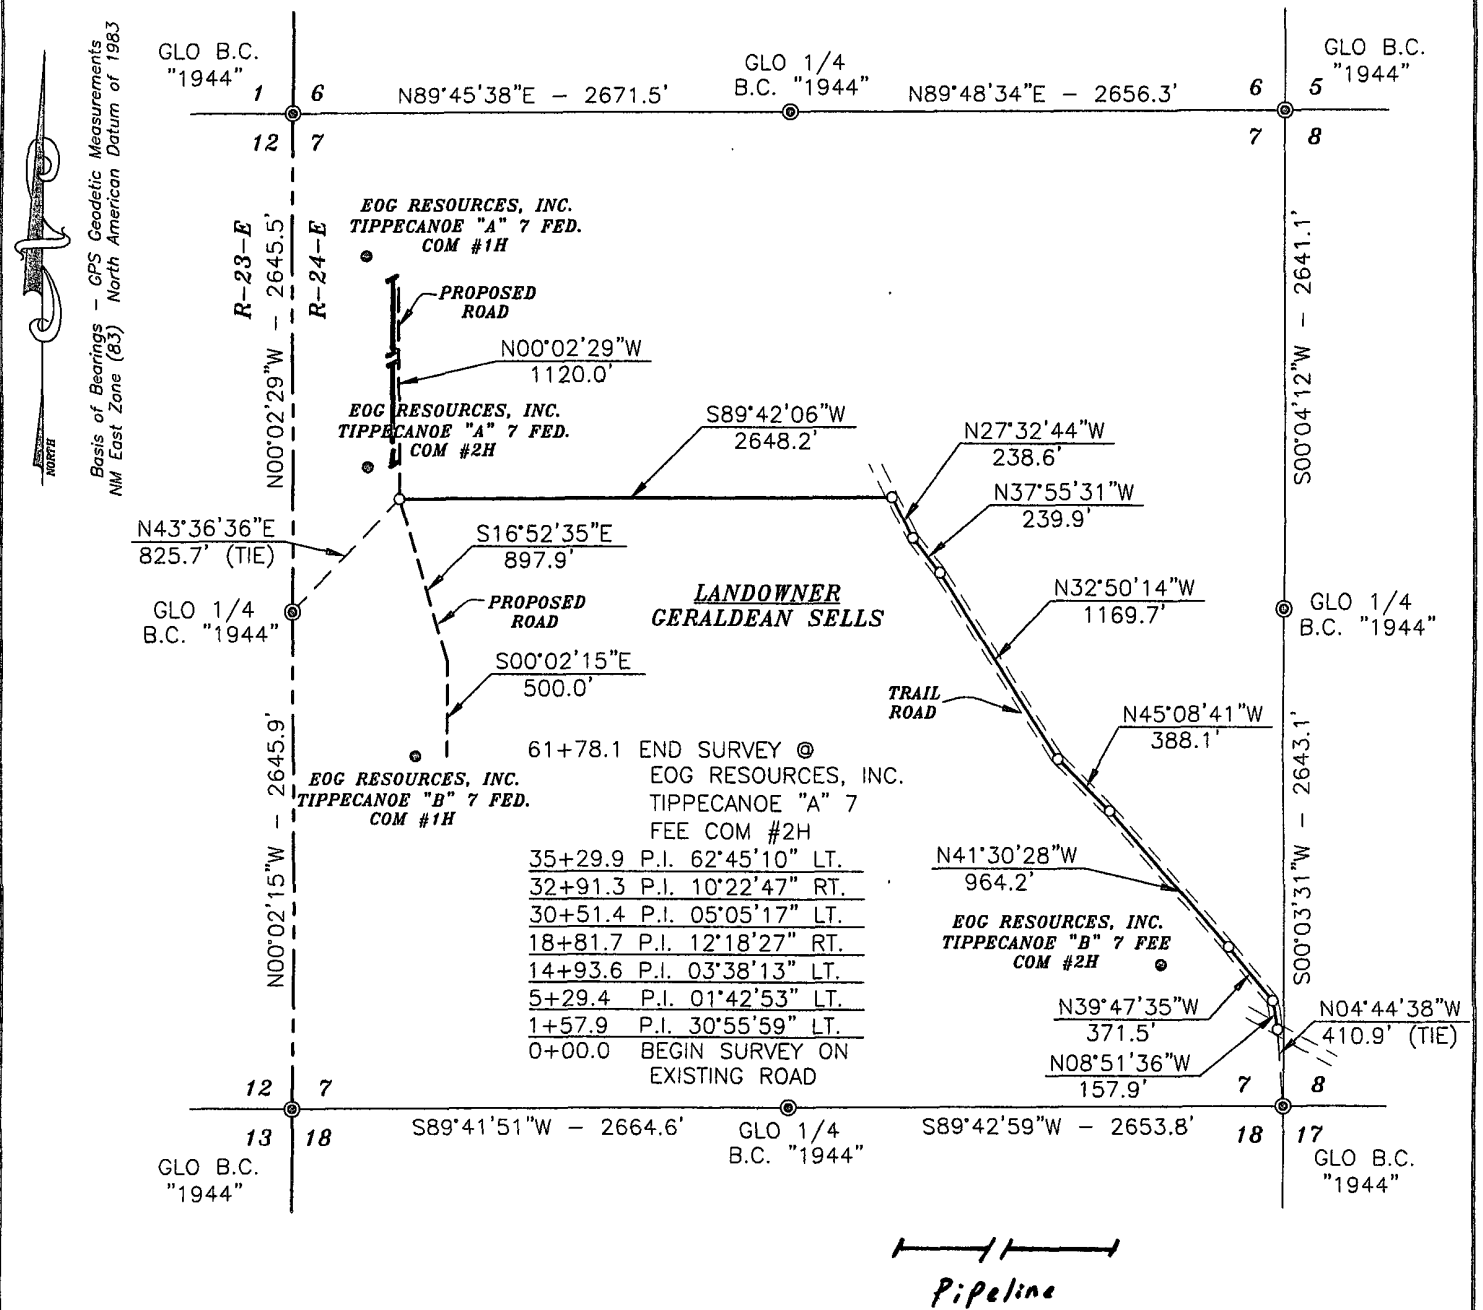 GLO B.C.
"1944"
1 6
N89°45'38"E - 2671.5'
GLO 1/4
B.C. "1944"
N89°48'34"E - 2656.3'
6 5
GLO B.C.
"1944"
12 7
7 8
Basis of Bearings - GPS Geodetic Measurements
NM East Zone (83) North American Datum of 1983
NORTH
R-23-E
R-24-E
N00°02'29"W - 2645.5'
EOG RESOURCES, INC.
TIPPECANOE "A" 7 FED.
COM #1H
PROPOSED
ROAD
N00°02'29"W
1120.0'
EOG RESOURCES, INC.
TIPPECANOE "A" 7 FED.
COM #2H
S89°42'06"W
2648.2'
N27°32'44"W
238.6'
N37°55'31"W
239.9'
S00°04'12"W - 2641.1'
N43°36'36"E
825.7' (TIE)
S16°52'35"E
897.9'
PROPOSED
ROAD
LANDOWNER
GERALDEAN SELLS
N32°50'14"W
1169.7'
GLO 1/4
B.C. "1944"
GLO 1/4
B.C. "1944"
S00°02'15"E
500.0'
TRAIL
ROAD
N45°08'41"W
388.1'
N00°02'15"W - 2645.9'
EOG RESOURCES, INC.
TIPPECANOE "B" 7 FED.
COM #1H
61+78.1 END SURVEY @
EOG RESOURCES, INC.
TIPPECANOE "A" 7
FEE COM #2H
35+29.9 P.I. 62°45'10" LT.
32+91.3 P.I. 10°22'47" RT.
30+51.4 P.I. 05°05'17" LT.
18+81.7 P.I. 12°18'27" RT.
14+93.6 P.I. 03°38'13" LT.
5+29.4 P.I. 01°42'53" LT.
1+57.9 P.I. 30°55'59" LT.
0+00.0 BEGIN SURVEY ON
EXISTING ROAD
N41°30'28"W
964.2'
EOG RESOURCES, INC.
TIPPECANOE "B" 7 FEE
COM #2H
S00°03'31"W - 2643.1'
N39°47'35"W
371.5'
N08°51'36"W
157.9'
N04°44'38"W
410.9' (TIE)
12 7
7 8
13 18
S89°41'51"W - 2664.6'
GLO 1/4
B.C. "1944"
S89°42'59"W - 2653.8'
18 17
GLO B.C.
"1944"
GLO B.C.
"1944"
Pipeline